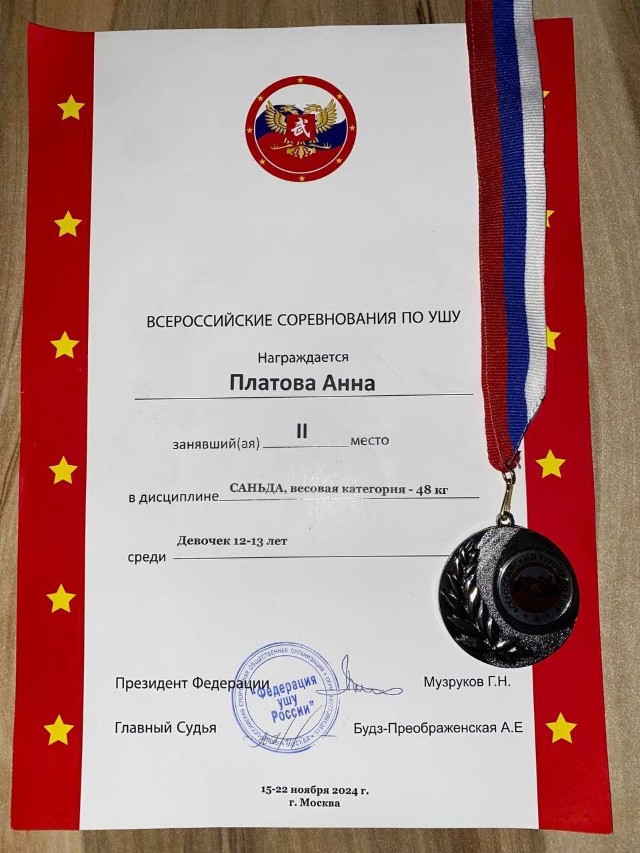 武
ВСЕРОССИЙСКИЕ СОРЕВНОВАНИЯ ПО УШУ
Награждается
Платова Анна
занявший(ая) II место
в дисциплине САНЬДА, весовая категория - 48 кг
среди Девочек 12-13 лет
Президент Федерации Музруков Г.Н.
"Федерация
ушу
России"
Главный Судья Будз-Преображенская А.Е
15-22 ноября 2024 г.
г. Москва